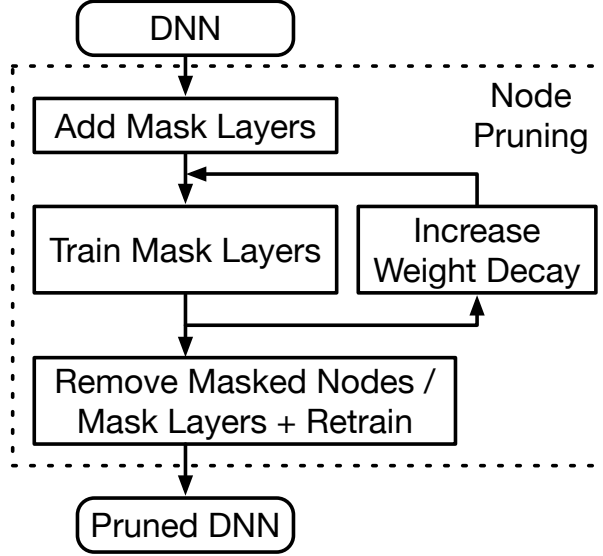 DNN
Node
Pruning
Add Mask Layers
Train Mask Layers
Increase
Weight Decay
Remove Masked Nodes /
Mask Layers + Retrain
Pruned DNN